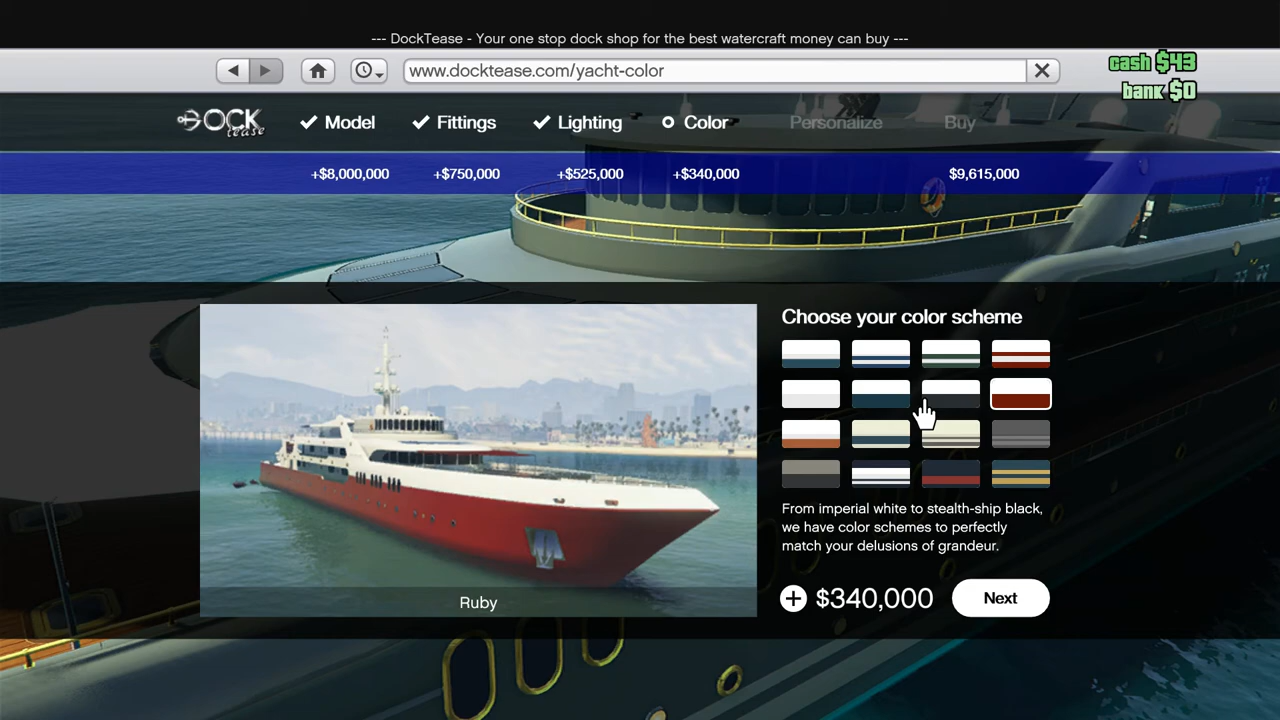 --- DockTease - Your one stop dock shop for the best watercraft money can buy ---
www.docktease.com/yacht-color
cash $43
bank $0
DOCK
tease
Model
Fittings
Lighting
Color
Personalize
Buy
+$8,000,000
+$750,000
+$525,000
+$340,000
$9,615,000
Choose your color scheme
From imperial white to stealth-ship black,
we have color schemes to perfectly
match your delusions of grandeur.
Ruby
$340,000
Next